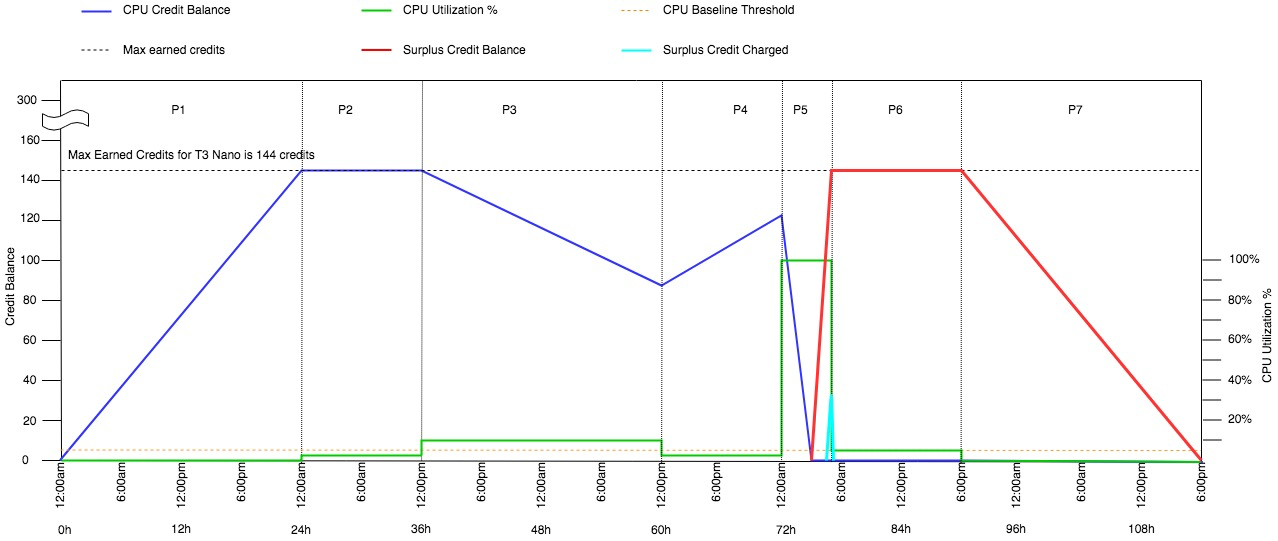 CPU Credit Balance CPU Utilization % CPU Baseline Threshold
Max earned credits Surplus Credit Balance Surplus Credit Charged
300
P1 P2 P3 P4 P5 P6 P7
160
Max Earned Credits for T3 Nano is 144 credits
140
120
100 100%
80 80%
60 60%
40 40%
20 20%
0
Credit Balance
CPU Utilization %
12:00am 6:00am 12:00pm 6:00pm 12:00am 6:00am 12:00pm 6:00pm 12:00am 6:00am 12:00pm 6:00pm 12:00am 6:00am 12:00pm 6:00pm 12:00am 6:00am 12:00pm 6:00pm
0h 12h 24h 36h 48h 60h 72h 84h 96h 108h